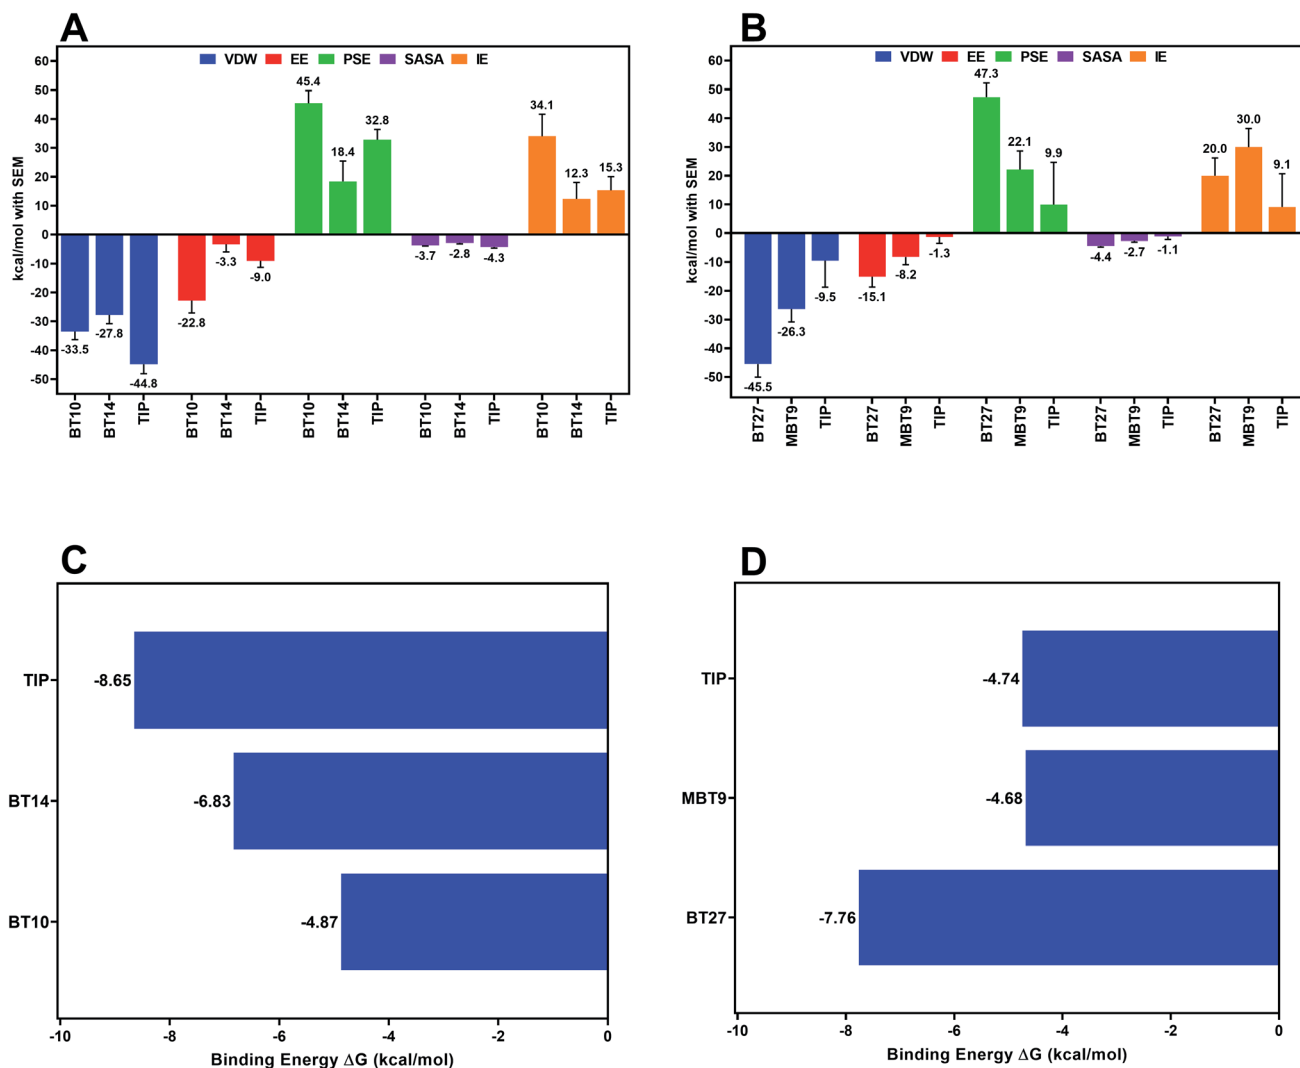 A
VDW EE PSE SASA IE
kcal/mol with SEM
60
50
40
30
20
10
0
-10
-20
-30
-40
-50
-33.5
-27.8
-44.8
-22.8
-3.3
-9.0
45.4
18.4
32.8
-3.7
-2.8
-4.3
34.1
12.3
15.3
BT10
BT14
TIP
BT10
BT14
TIP
BT10
BT14
TIP
BT10
BT14
TIP
BT10
BT14
TIP
B
VDW EE PSE SASA IE
kcal/mol with SEM
60
50
40
30
20
10
0
-10
-20
-30
-40
-50
-45.5
-26.3
-9.5
-15.1
-8.2
-1.3
47.3
22.1
9.9
-4.4
-2.7
-1.1
20.0
30.0
9.1
BT27
MBT9
TIP
BT27
MBT9
TIP
BT27
MBT9
TIP
BT27
MBT9
TIP
BT27
MBT9
TIP
C
TIP
-8.65
BT14
-6.83
BT10
-4.87
-10 -8 -6 -4 -2 0
Binding Energy ΔG (kcal/mol)
D
TIP
-4.74
MBT9
-4.68
BT27
-7.76
-10 -8 -6 -4 -2 0
Binding Energy ΔG (kcal/mol)